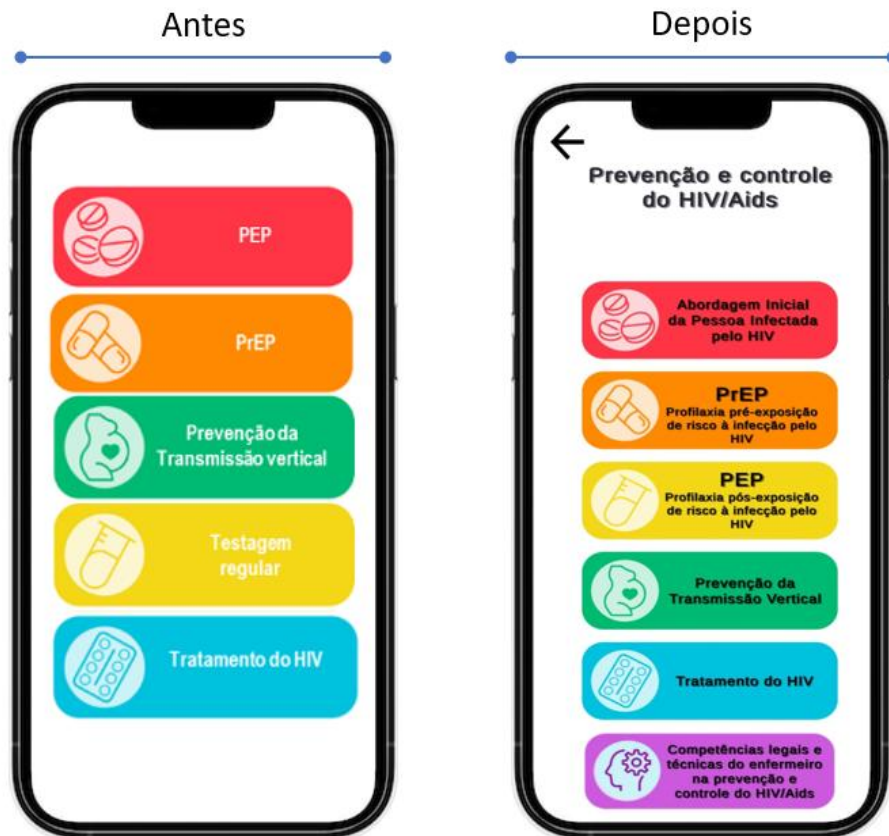 Antes
PEP
PrEP
Prevenção da
Transmissão vertical
Testagem
regular
Tratamento do HIV
Depois
Prevenção e controle
do HIV/Aids
Abordagem Inicial
da Pessoa Infectada
pelo HIV
PrEP
Profilaxia pré-exposição
de risco à infecção pelo
HIV
PEP
Profilaxia pós-exposição
de risco à infecção pelo
HIV
Prevenção da
Transmissão Vertical
Tratamento do HIV
Competências legais e
técnicas do enfermeiro
na prevenção e
controle do HIV/Aids